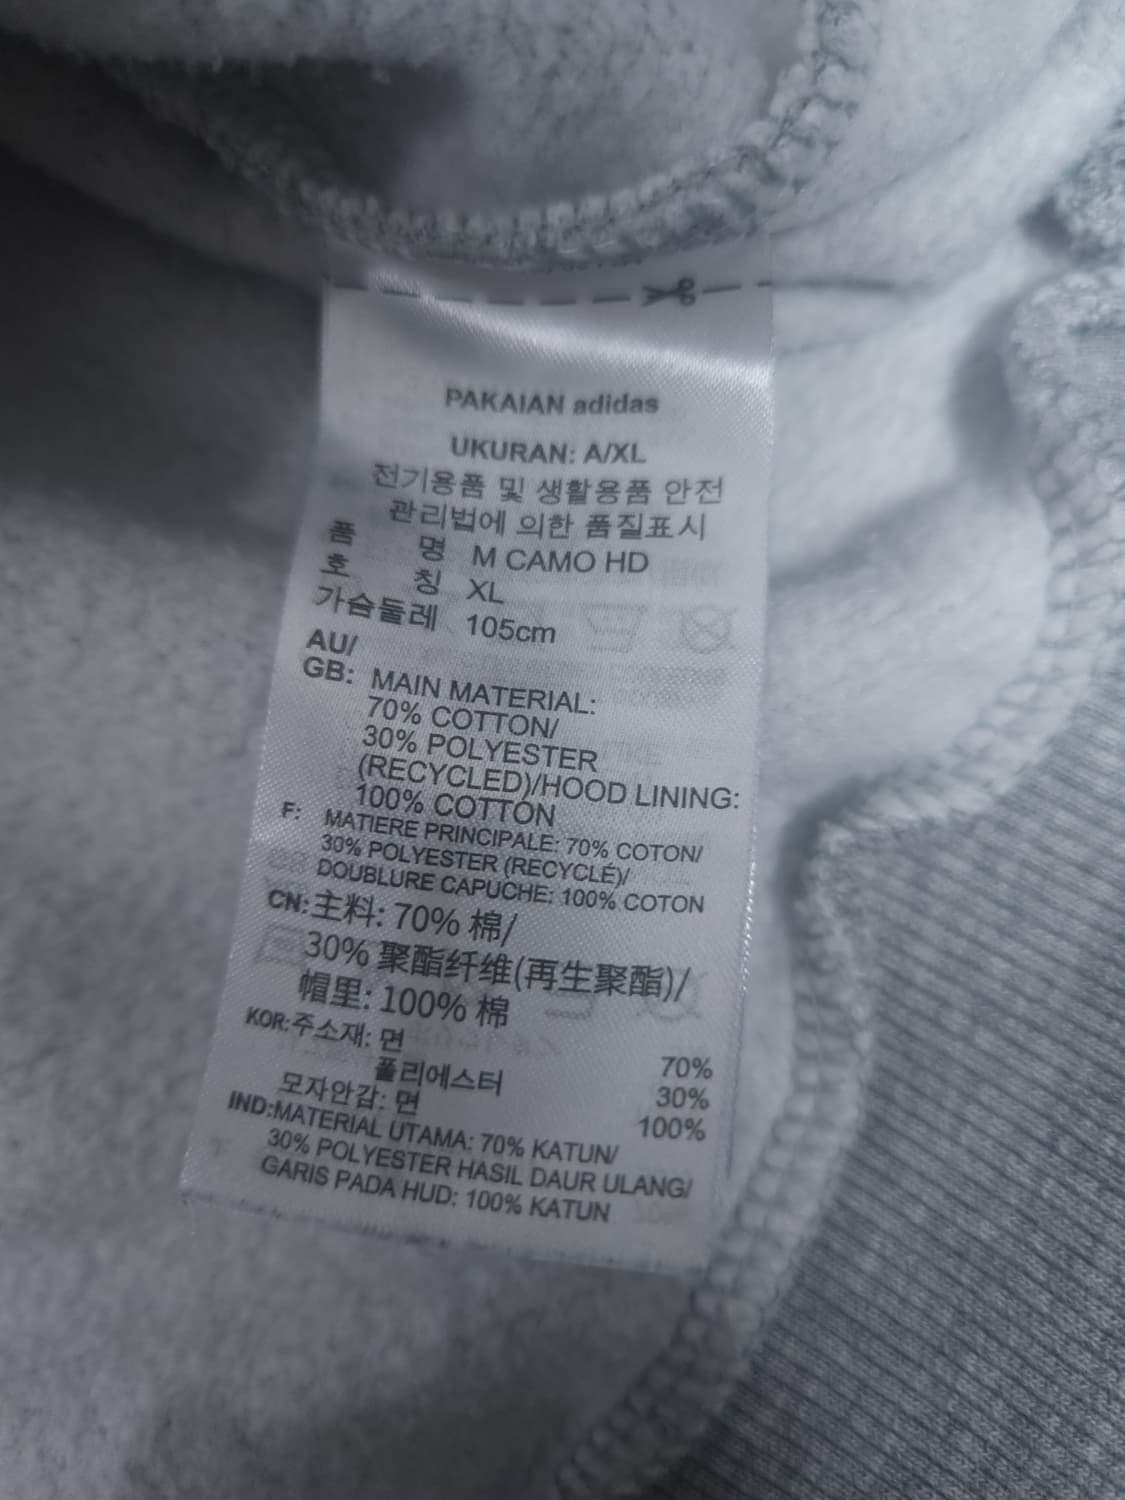 PAKAIAN adidas
UKURAN: A/XL
전기용품 및 생활용품 안전
관리법에 의한 품질표시
품 명 M CAMO HD
호 칭 XL
가슴둘레 105cm
AU/
GB: MAIN MATERIAL:
70% COTTON/
30% POLYESTER
(RECYCLED)/HOOD LINING:
100% COTTON
F: MATIERE PRINCIPALE: 70% COTON/
30% POLYESTER (RECYCLÉ)/
DOUBLURE CAPUCHE: 100% COTON
CN:主料: 70% 棉/
30% 聚酯纤维(再生聚酯)/
帽里: 100% 棉
KOR:주소재: 면 70%
폴리에스터 30%
모자안감: 면 100%
IND:MATERIAL UTAMA: 70% KATUN/
30% POLYESTER HASIL DAUR ULANG/
GARIS PADA HUD: 100% KATUN